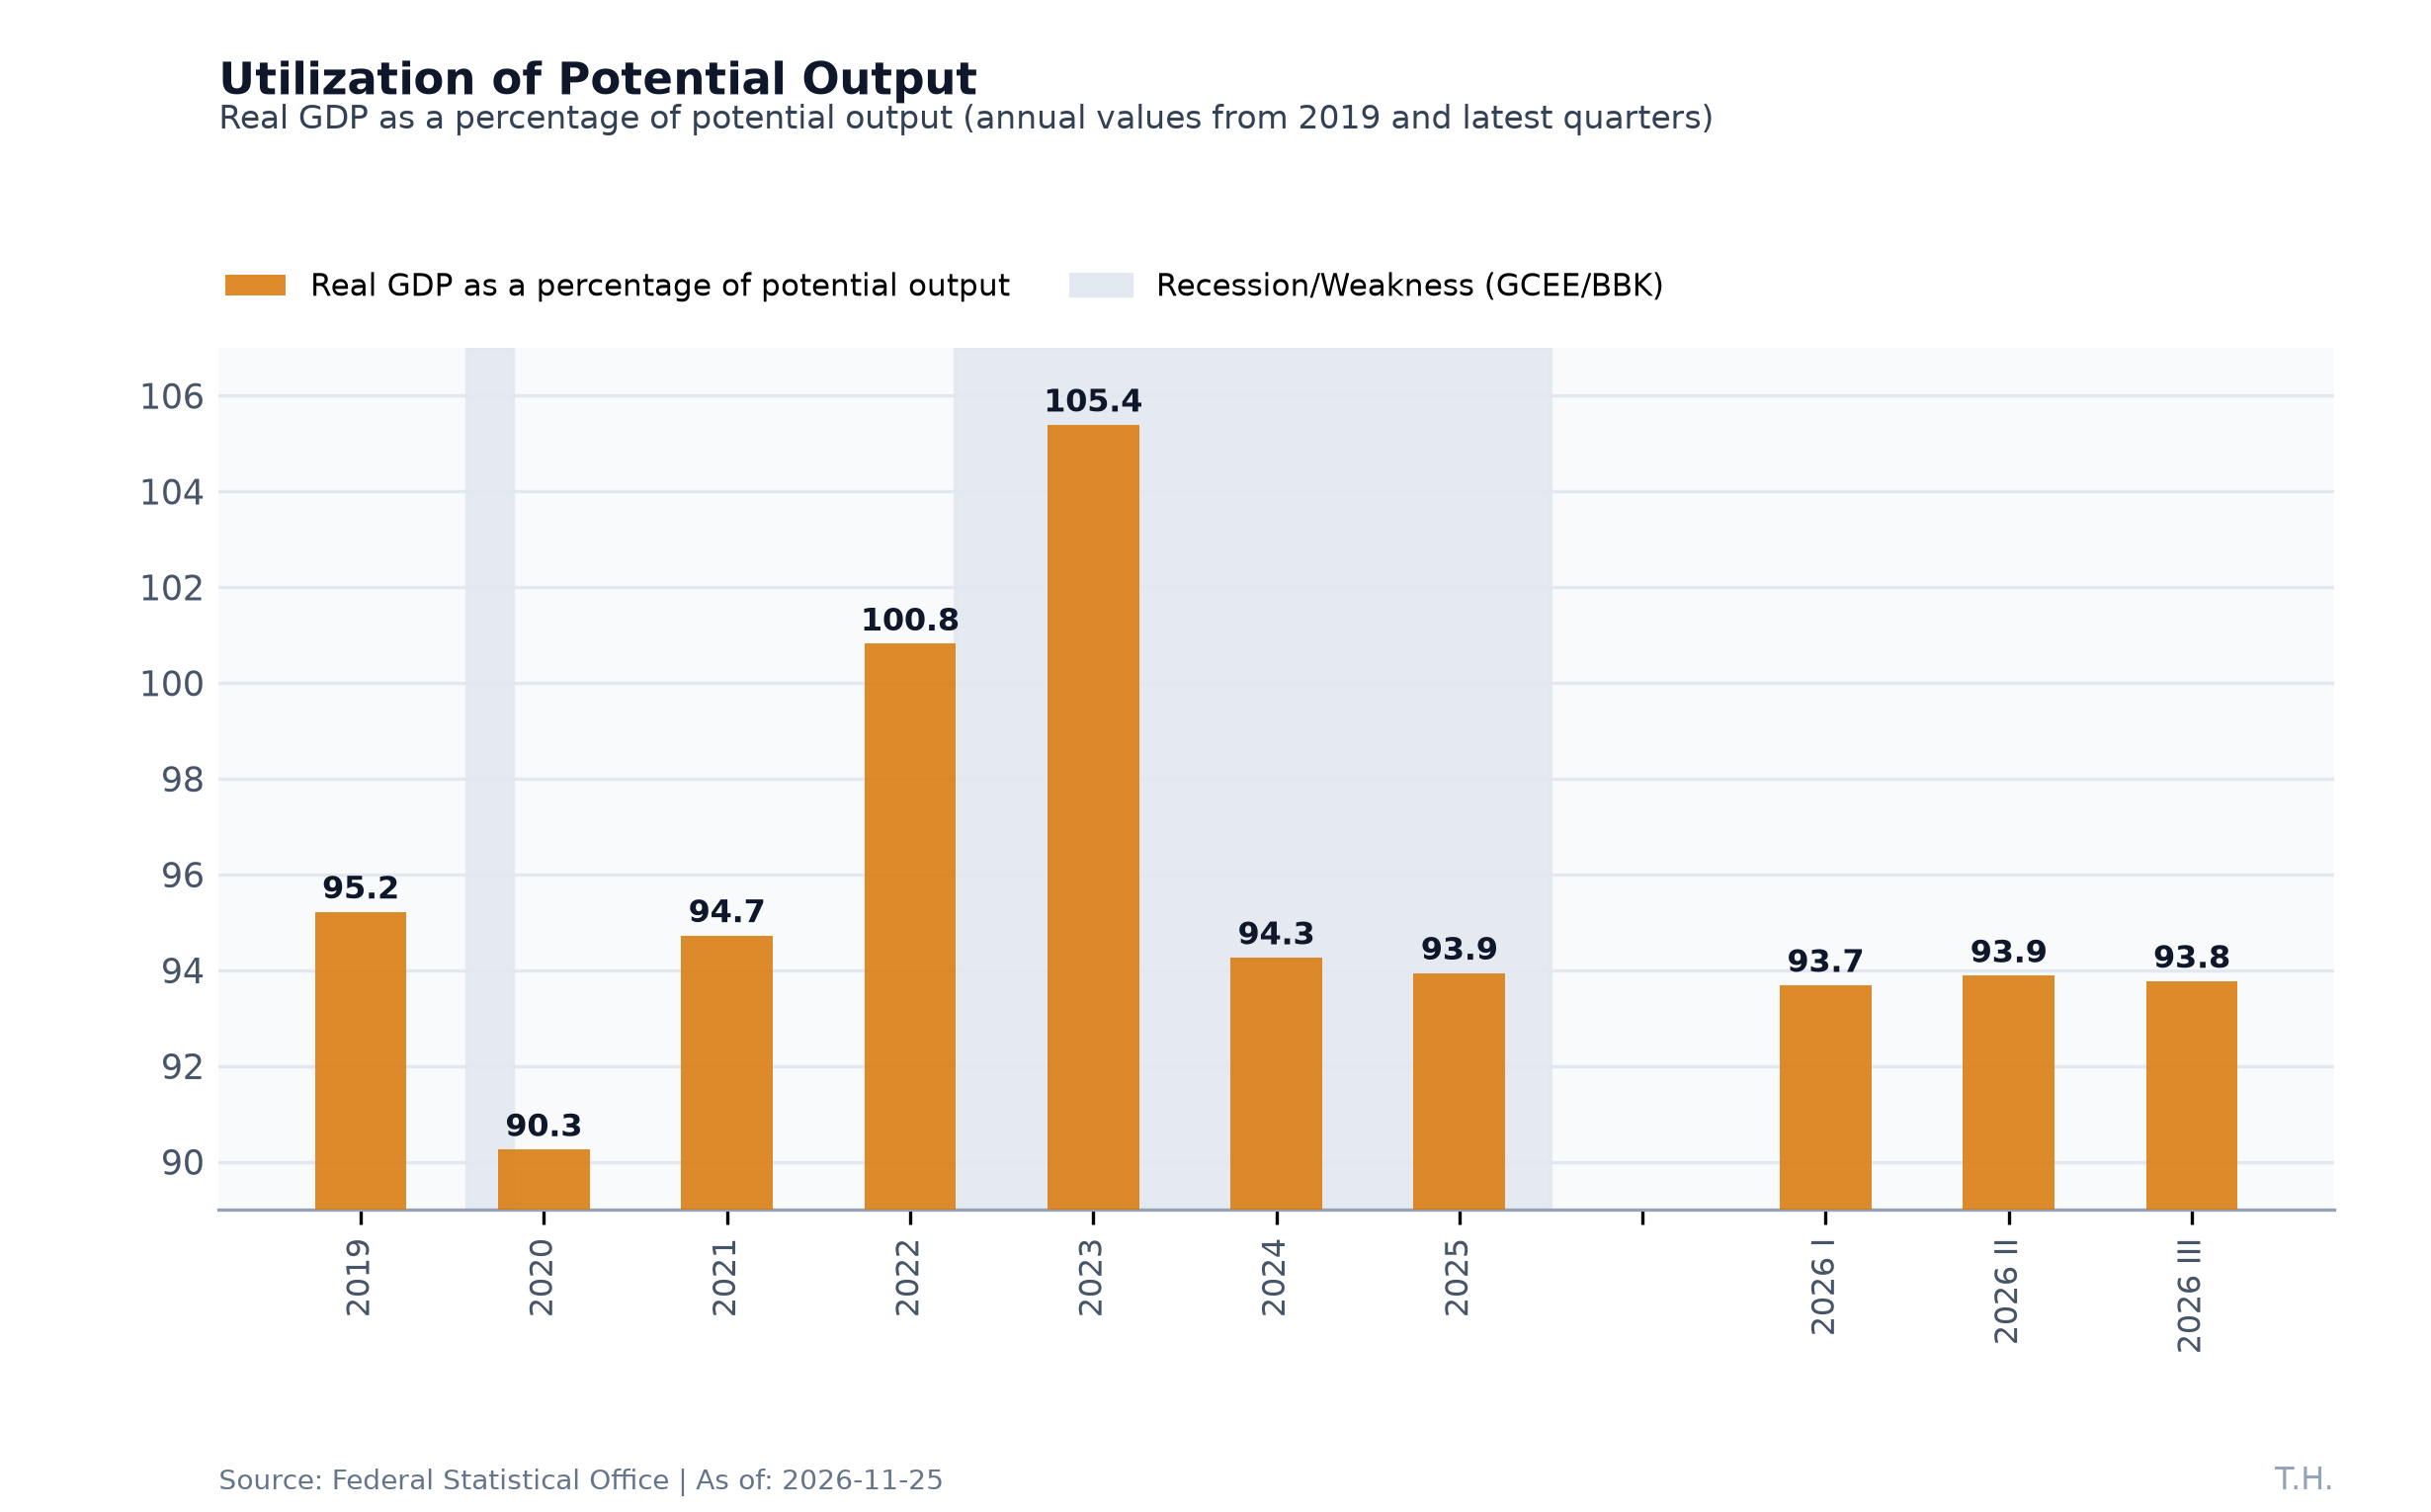 Utilization of Potential Output
Real GDP as a percentage of potential output (annual values from 2019 and latest quarters)
Real GDP as a percentage of potential output
Recession/Weakness (GCEE/BBK)
106
104
102
100
98
96
94
92
90
95.2
90.3
94.7
100.8
105.4
94.3
93.9
93.7
93.9
93.8
2019
2020
2021
2022
2023
2024
2025
2026 I
2026 II
2026 III
Source: Federal Statistical Office | As of: 2026-11-25
T.H.